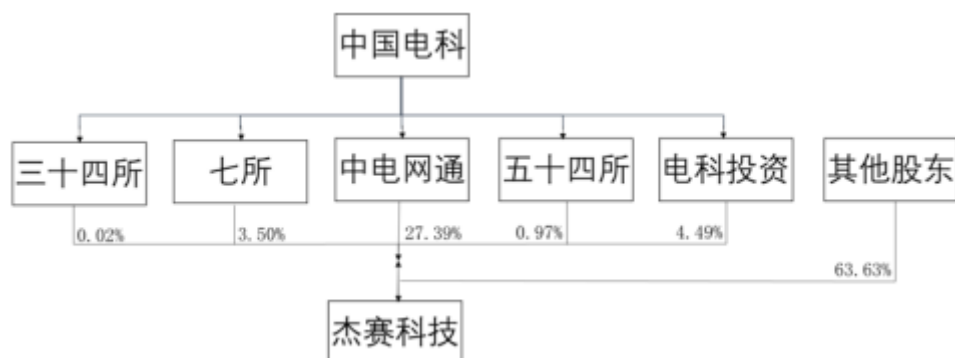 中国电科
三十四所
七所
中电网通
五十四所
电科投资
其他股东
0.02%
3.50%
27.39%
0.97%
4.49%
63.63%
杰赛科技